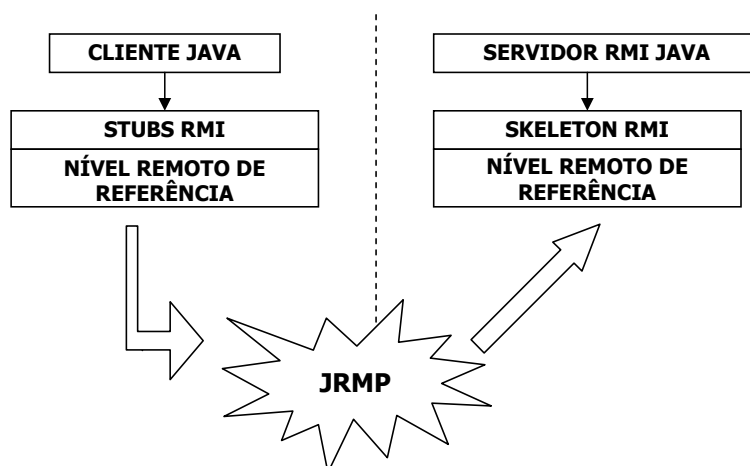 CLIENTE JAVA
STUBS RMI
NÍVEL REMOTO DE
REFERÊNCIA
SERVIDOR RMI JAVA
SKELETON RMI
NÍVEL REMOTO DE
REFERÊNCIA
JRMP